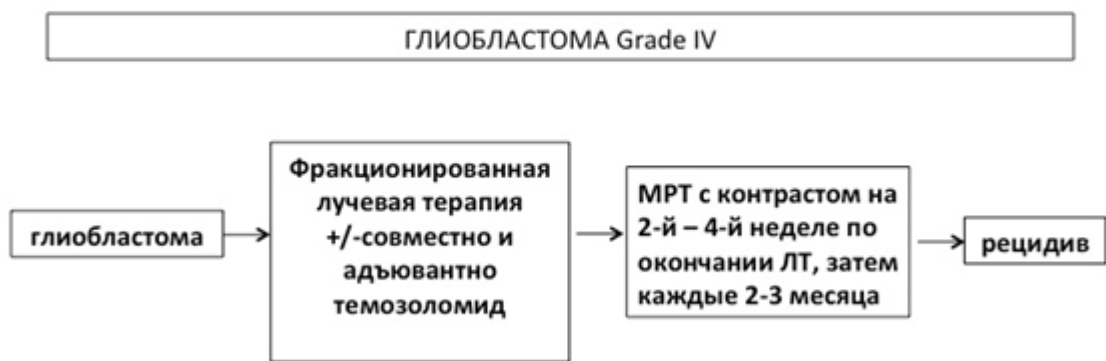 ГЛИОБЛАСТОМА Grade IV
глиобластома
Фракционированная
лучевая терапия
+/-совместно и
адъювантно
темозоломид
МРТ с контрастом на
2-й – 4-й неделе по
окончании ЛТ, затем
каждые 2-3 месяца
рецидив